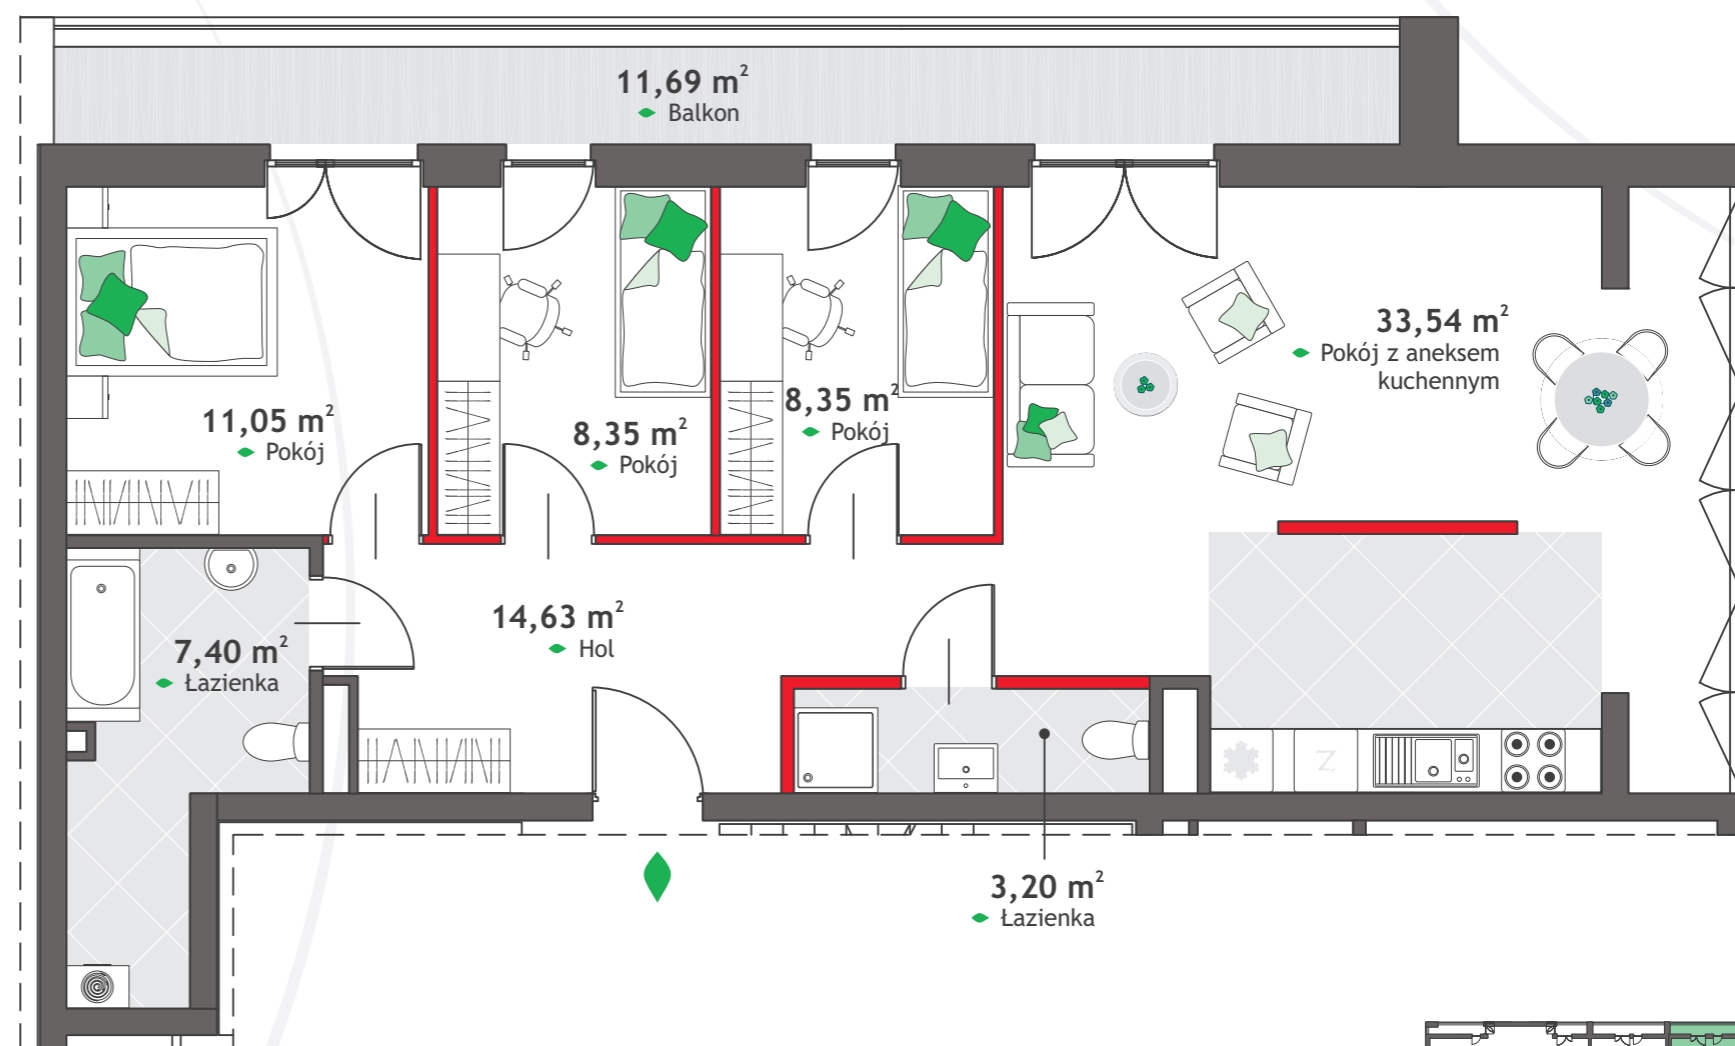 11,69 m²
Balkon
33,54 m²
Pokój z aneksem
kuchennym
11,05 m²
Pokój
8,35 m²
Pokój
8,35 m²
Pokój
14,63 m²
Hol
7,40 m²
Łazienka
Z
3,20 m²
Łazienka